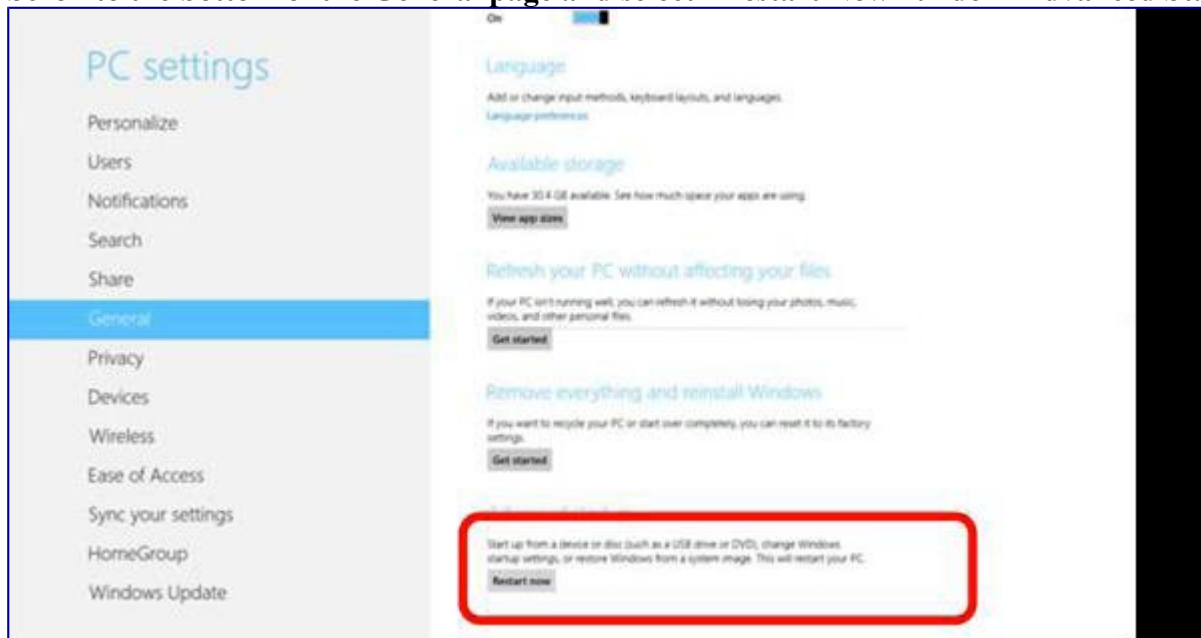 PC settings
Personalize
Users
Notifications
Search
Share
General
Privacy
Devices
Wireless
Ease of Access
Sync your settings
HomeGroup
Windows Update
On
Language
Add or change input methods, keyboard layouts, and languages.
Language preferences
Available storage
You have 30.4 GB available. See how much space your apps are using.
View app sizes
Refresh your PC without affecting your files
If your PC isn't running well, you can refresh it without losing your photos, music,
videos, and other personal files.
Get started
Remove everything and reinstall Windows
If you want to recycle your PC or start over completely, you can reset it to its factory
settings.
Get started
Start up from a device or disc (such as a USB drive or DVD), change Windows
startup settings, or restore Windows from a system image. This will restart your PC.
Restart now